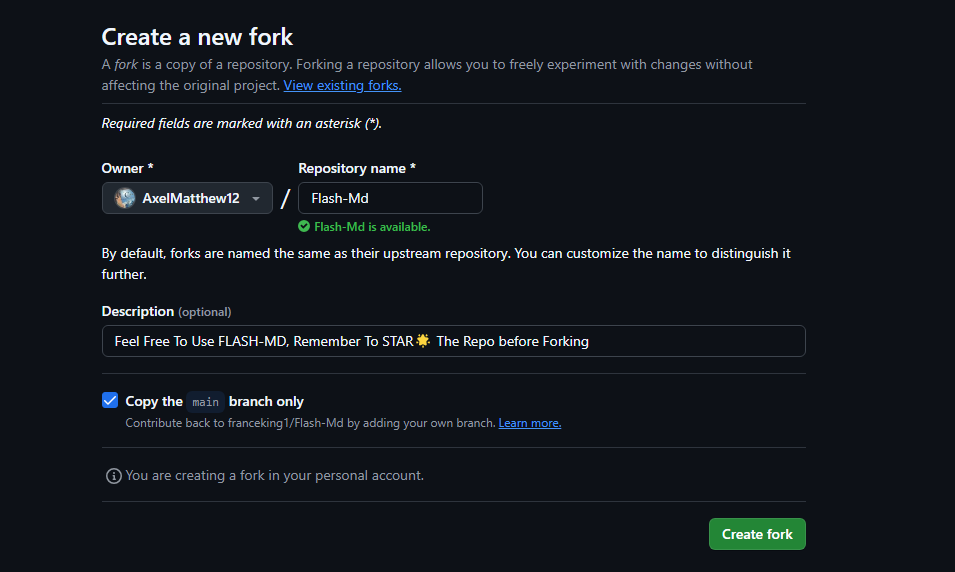 Create a new fork
A fork is a copy of a repository. Forking a repository allows you to freely experiment with changes without
affecting the original project. View existing forks.
Required fields are marked with an asterisk (*).
Owner * Repository name *
AxelMatthew12 / Flash-Md
Flash-Md is available.
By default, forks are named the same as their upstream repository. You can customize the name to distinguish it
further.
Description (optional)
Feel Free To Use FLASH-MD, Remember To STAR🌟 The Repo before Forking
Copy the main branch only
Contribute back to franceking1/Flash-Md by adding your own branch. Learn more.
You are creating a fork in your personal account.
Create fork